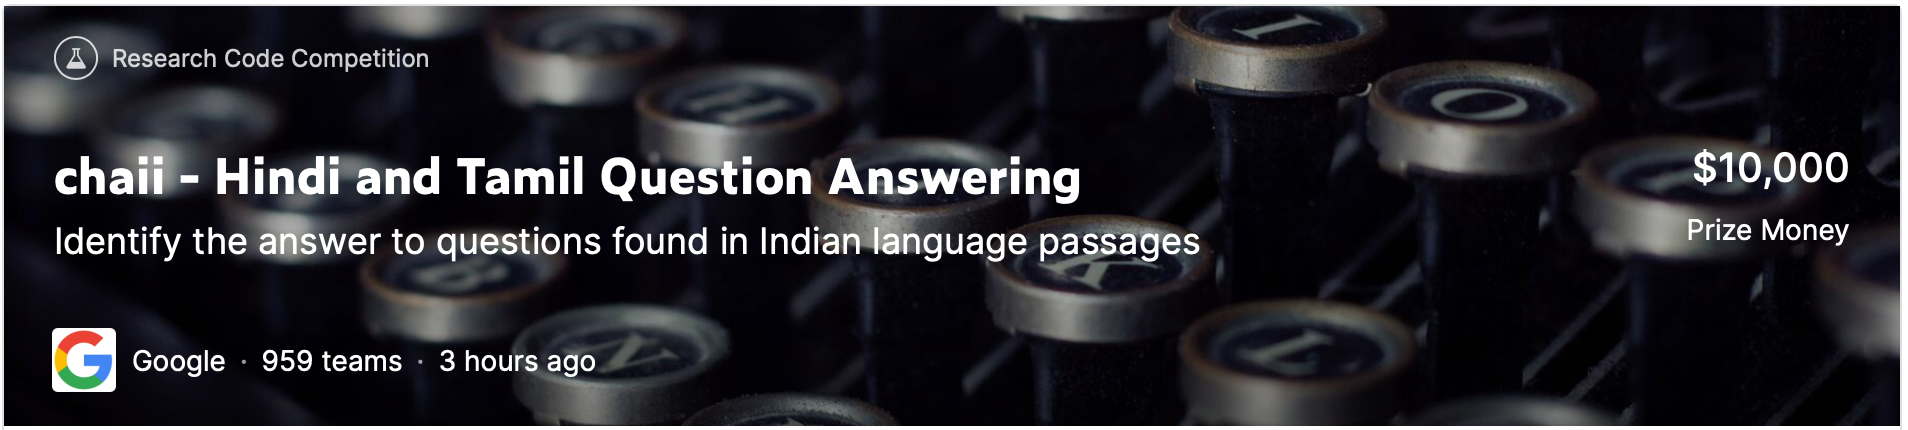 Research Code Competition
chaii - Hindi and Tamil Question Answering
Identify the answer to questions found in Indian language passages
$10,000
Prize Money
Google · 959 teams · 3 hours ago
I
O
H
B
K
N
L